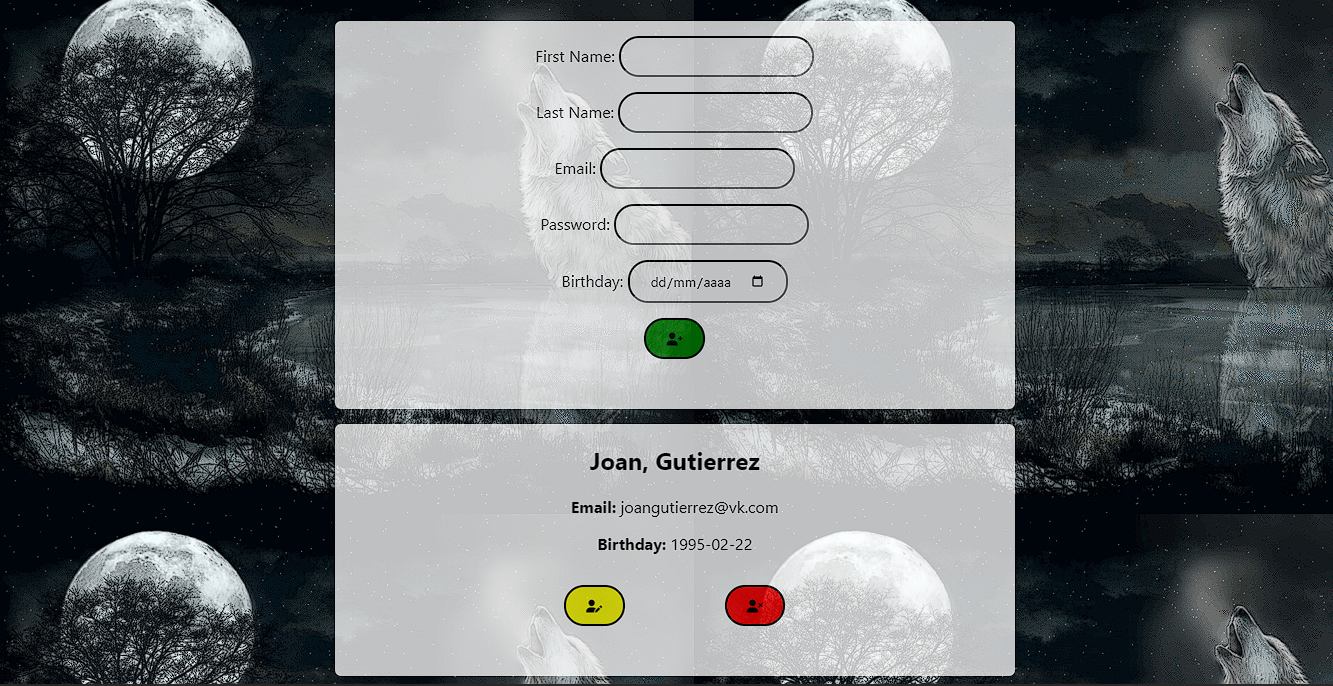 First Name:
Last Name:
Email:
Password:
Birthday: dd/mm/aaaa
Joan, Gutierrez
Email: joangutierrez@vk.com
Birthday: 1995-02-22